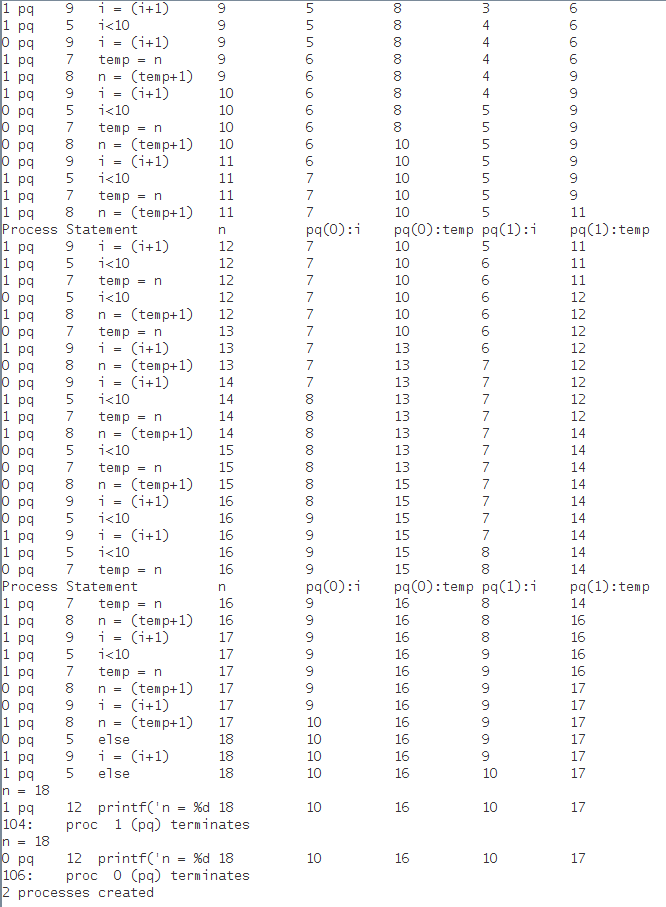 1 pq    9   i = (i+1)   9   5   8   3   6
1 pq    5   i<10   9   5   8   4   6
0 pq    9   i = (i+1)   9   5   8   4   6
1 pq    7   temp = n   9   6   8   4   6
1 pq    8   n = (temp+1)   9   6   8   4   9
1 pq    9   i = (i+1)   10   6   8   4   9
0 pq    5   i<10   10   6   8   5   9
0 pq    7   temp = n   10   6   8   5   9
0 pq    8   n = (temp+1)   10   6   10   5   9
0 pq    9   i = (i+1)   11   6   10   5   9
1 pq    5   i<10   11   7   10   5   9
1 pq    7   temp = n   11   7   10   5   9
1 pq    8   n = (temp+1)   11   7   10   5   11
Process Statement   n   pq(0):i   pq(0):temp   pq(1):i   pq(1):temp
1 pq    9   i = (i+1)   12   7   10   5   11
1 pq    5   i<10   12   7   10   6   11
1 pq    7   temp = n   12   7   10   6   11
0 pq    5   i<10   12   7   10   6   12
1 pq    8   n = (temp+1)   12   7   10   6   12
0 pq    7   temp = n   13   7   10   6   12
1 pq    9   i = (i+1)   13   7   13   6   12
0 pq    8   n = (temp+1)   13   7   13   7   12
0 pq    9   i = (i+1)   14   7   13   7   12
1 pq    5   i<10   14   8   13   7   12
1 pq    7   temp = n   14   8   13   7   12
1 pq    8   n = (temp+1)   14   8   13   7   14
0 pq    5   i<10   15   8   13   7   14
0 pq    7   temp = n   15   8   13   7   14
0 pq    8   n = (temp+1)   15   8   15   7   14
0 pq    9   i = (i+1)   16   8   15   7   14
0 pq    5   i<10   16   9   15   7   14
1 pq    9   i = (i+1)   16   9   15   7   14
1 pq    5   i<10   16   9   15   8   14
0 pq    7   temp = n   16   9   15   8   14
Process Statement   n   pq(0):i   pq(0):temp   pq(1):i   pq(1):temp
1 pq    7   temp = n   16   9   16   8   14
1 pq    8   n = (temp+1)   16   9   16   8   16
1 pq    9   i = (i+1)   17   9   16   8   16
1 pq    5   i<10   17   9   16   9   16
1 pq    7   temp = n   17   9   16   9   16
0 pq    8   n = (temp+1)   17   9   16   9   17
0 pq    9   i = (i+1)   17   9   16   9   17
1 pq    8   n = (temp+1)   17   10   16   9   17
0 pq    5   else   18   10   16   9   17
1 pq    9   i = (i+1)   18   10   16   9   17
1 pq    5   else   18   10   16   10   17
n = 18
1 pq    12  printf('n = %d 18   10   16   10   17
104:    proc  1 (pq) terminates
n = 18
0 pq    12  printf('n = %d 18   10   16   10   17
106:    proc  0 (pq) terminates
2 processes created